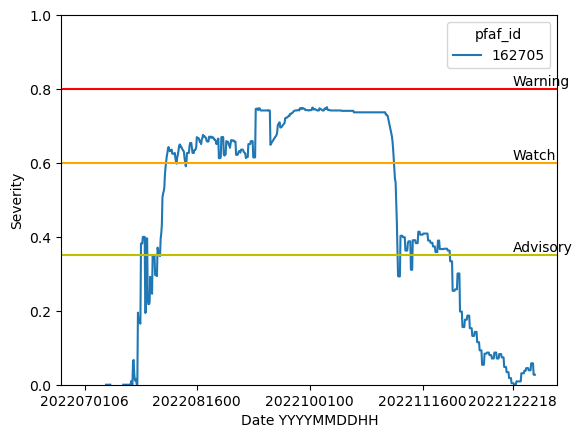 pfaf_id
162705
1.0
0.8
0.6
0.4
0.2
0.0
Severity
Warning
Watch
Advisory
2022070106 2022081600 2022100100 2022111600 2022122218
Date YYYYMMDDHH